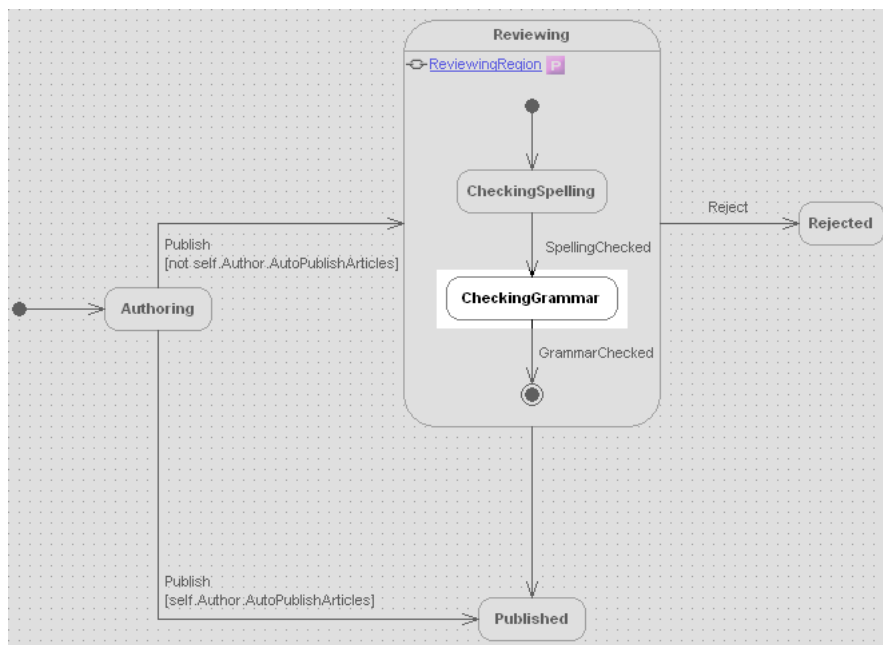 Reviewing
ReviewingRegion P
CheckingSpelling
Reject
Rejected
Publish
[not self.Author.AutoPublishArticles]
SpellingChecked
CheckingGrammar
Authoring
GrammarChecked
Publish
[self.Author.AutoPublishArticles]
Published